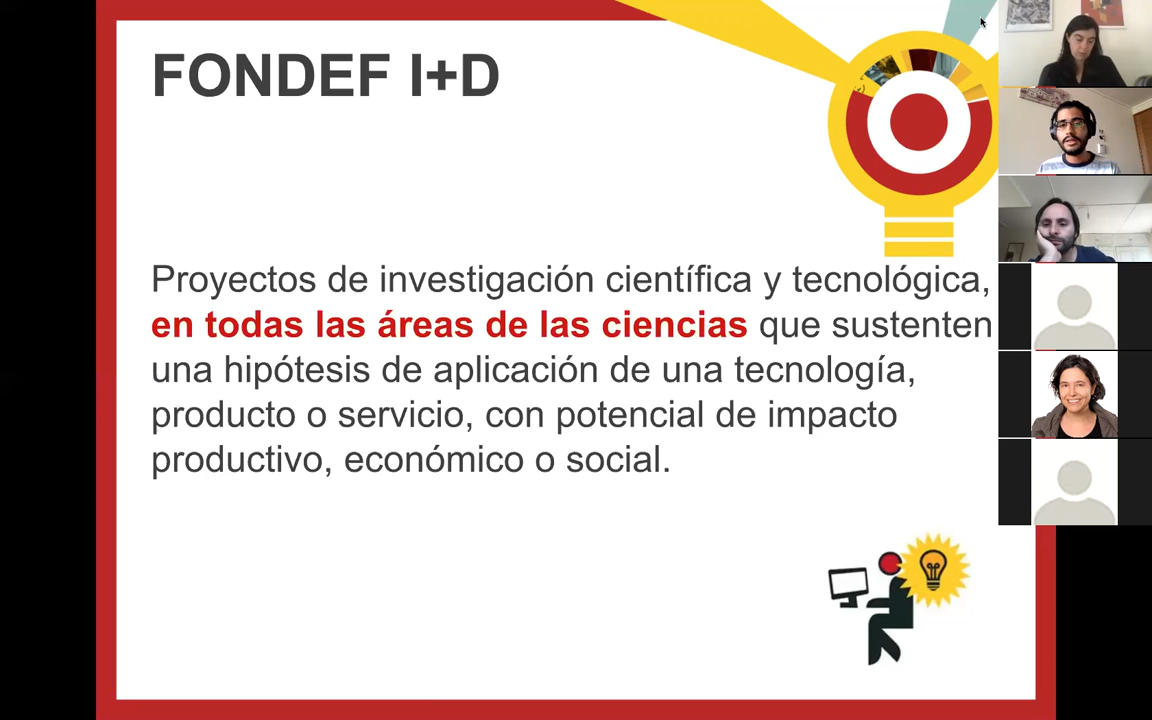 FONDEF I+D
Proyectos de investigación científica y tecnológica,
en todas las áreas de las ciencias que sustenten
una hipótesis de aplicación de una tecnología,
producto o servicio, con potencial de impacto
productivo, económico o social.